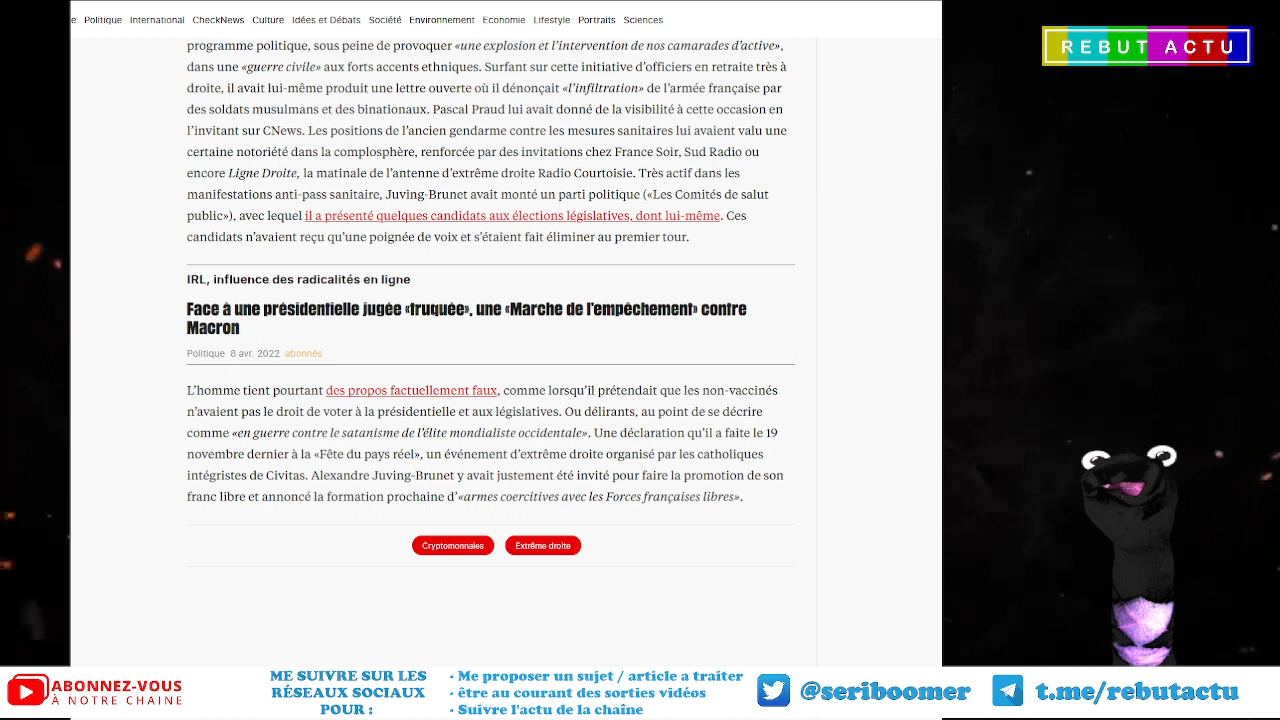 e Politique International CheckNews Culture Idées et Débats Société Environnement Economie Lifestyle Portraits Sciences
REBUT ACTU
programme politique, sous peine de provoquer «une explosion et l'intervention de nos camarades d'active»,
dans une «guerre civile» aux forts relents islamophobiques. Suite à cette initiative d'officiers en retraite très à
droite, il avait lui-même produit une lettre ouverte où il dénonçait «l'infiltration» de l'armée française par
des soldats musulmans et des binationaux. Pascal Praud lui avait donné de la visibilité à cette occasion en
l'invitant sur CNews. Les positions de l'ancien gendarme contre les mesures sanitaires lui avaient valu une
certaine notoriété dans la complosphère, renforcée par des invitations chez France Soir, Sud Radio ou
encore Ligne Droite, la matinale de l'antenne d'extrême droite Radio Courtoisie. Très actif dans les
manifestations anti-pass sanitaire, Juving-Brunet avait monté un parti politique («Les Comités de salut
public»), avec lequel il a présenté quelques candidats aux élections législatives, dont lui-même. Ces
candidats n'avaient reçu qu'une poignée de voix et s'étaient fait éliminer au premier tour.
IRL, influence des radicalités en ligne
Face à une présidentielle jugée «truquée», une «Marche de l'empêchement» contre
Macron
Politique 8 avr. 2022 abonnés
L'homme tient pourtant des propos factuellement faux, comme lorsqu'il prétendait que les non-vaccinés
n'avaient pas le droit de voter à la présidentielle et aux législatives. Ou délirants, au point de se décrire
comme «en guerre contre le satanisme de l'élite mondialiste occidentale». Une déclaration qu'il a faite le 19
novembre dernier à la «Fête du pays réel», un événement d'extrême droite organisé par les catholiques
intégristes de Civitas. Alexandre Juving-Brunet y avait justement été invité pour faire la promotion de son
franc libre et annoncé la formation prochaine d'«armes coercitives avec les Forces françaises libres».
Cryptomonnaies Extrême droite
ABONNEZ-VOUS
À NOTRE CHAINE
ME SUIVRE SUR LES
RÉSEAUX SOCIAUX
POUR :
- Me proposer un sujet / article a traiter
- être au courant des sorties vidéos
- Suivre l'actu de la chaîne
@seriboomer
t.me/rebutactu